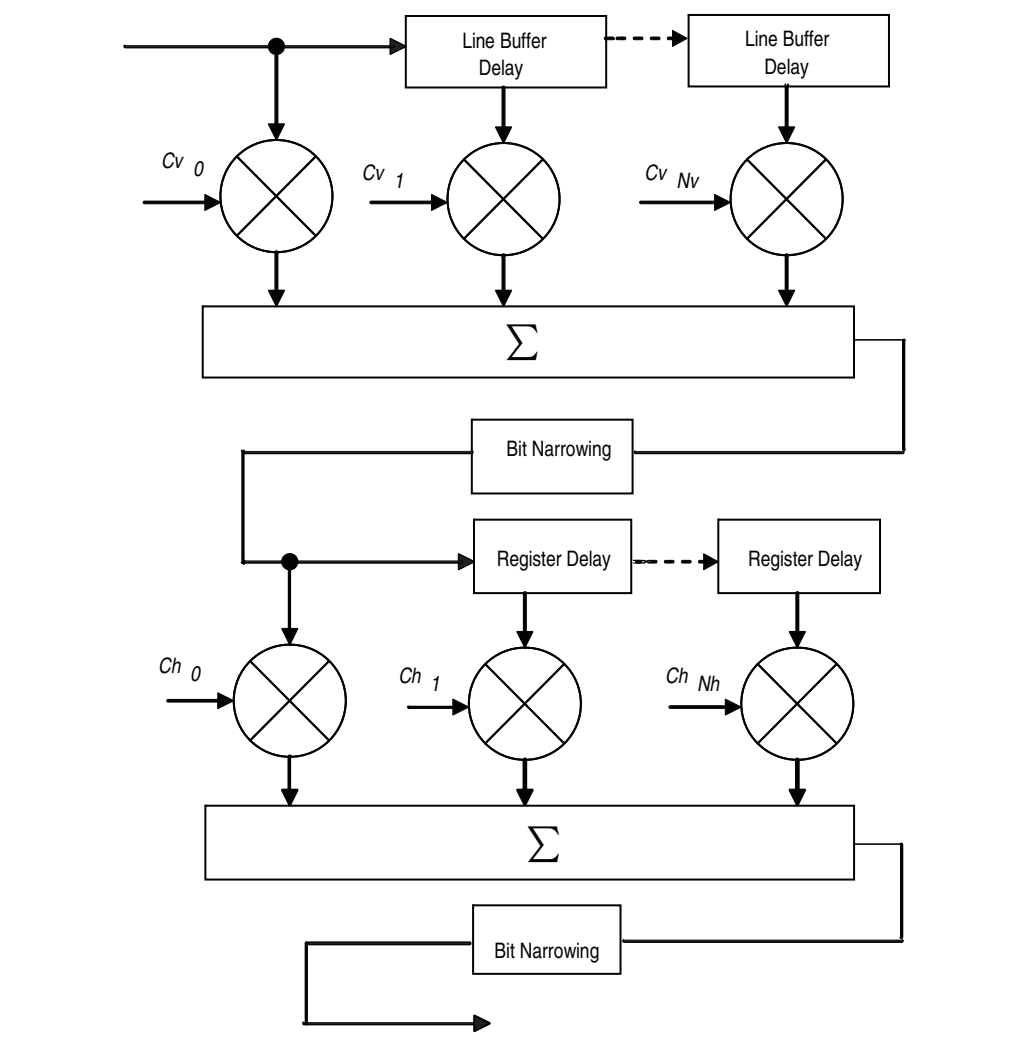 Line Buffer
Delay
Line Buffer
Delay
Cv 0
Cv 1
Cv Nv
Σ
Bit Narrowing
Register Delay
Register Delay
Ch 0
Ch 1
Ch Nh
Σ
Bit Narrowing